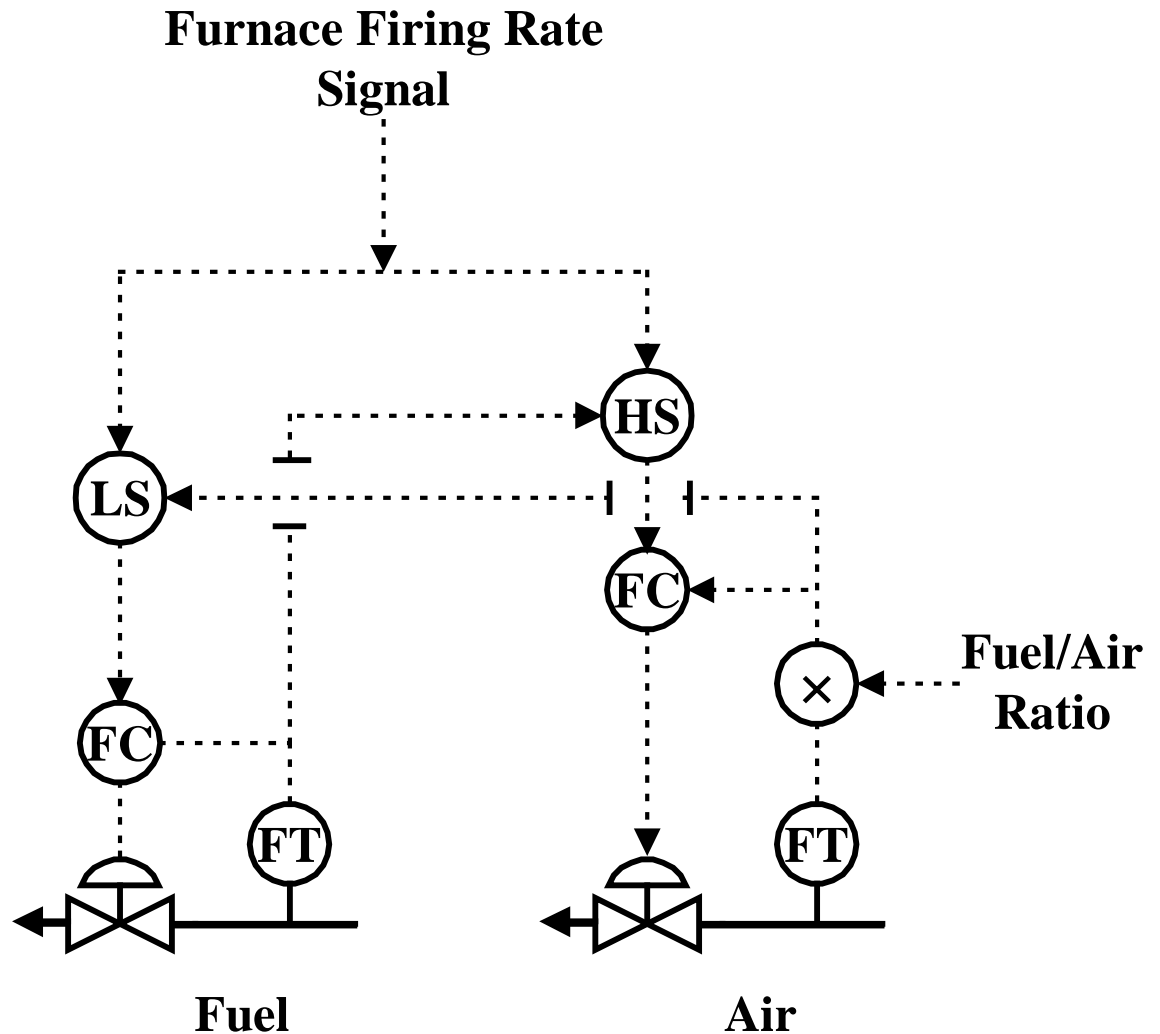 Furnace Firing Rate
Signal
HS
LS
FC
Fuel/Air
Ratio
×
FC
FT
FT
Fuel
Air